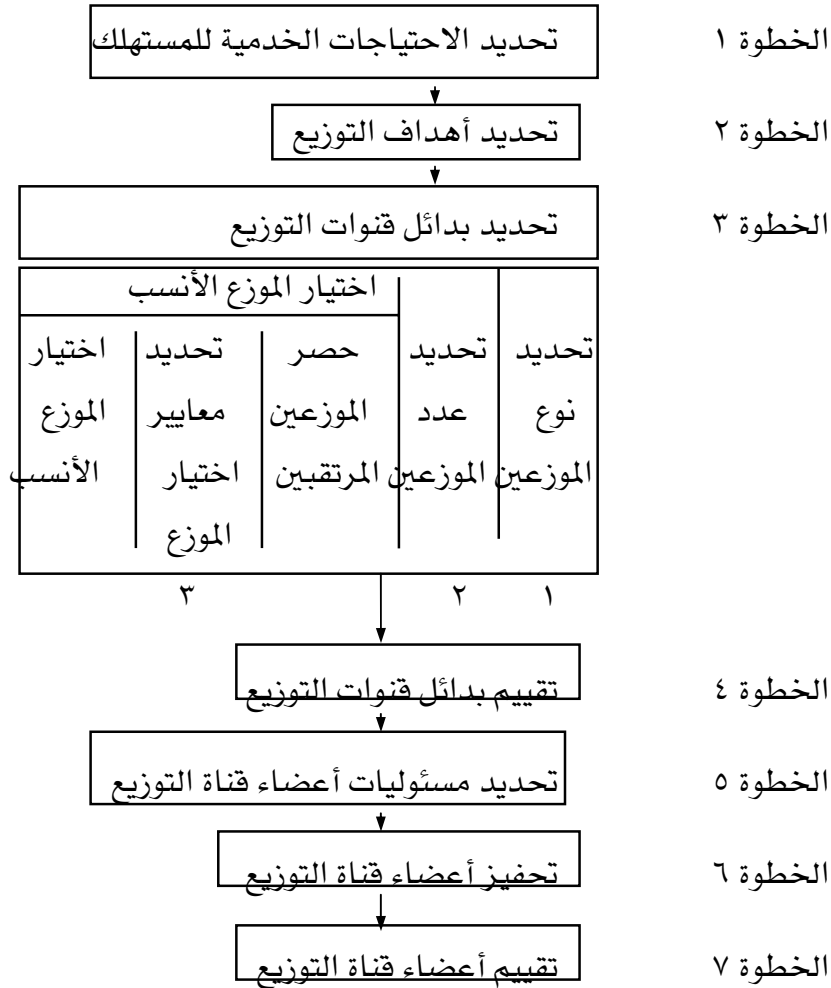 الخطوة ١ تحديد الاحتياجات الخدمية للمستهلك
الخطوة ٢ تحديد أهداف التوزيع
الخطوة ٣ تحديد بدائل قنوات التوزيع
اختيار الموزع الأنسب
تحديد تحديد حصر تحديد اختيار
نوع عدد الموزعين معايير الموزع
الموزعين الموزعين المرتقبين اختيار الأنسب
الموزع
١ ٢ ٣
الخطوة ٤ تقييم بدائل قنوات التوزيع
الخطوة ٥ تحديد مسئوليات أعضاء قناة التوزيع
الخطوة ٦ تحفيز أعضاء قناة التوزيع
الخطوة ٧ تقييم أعضاء قناة التوزيع